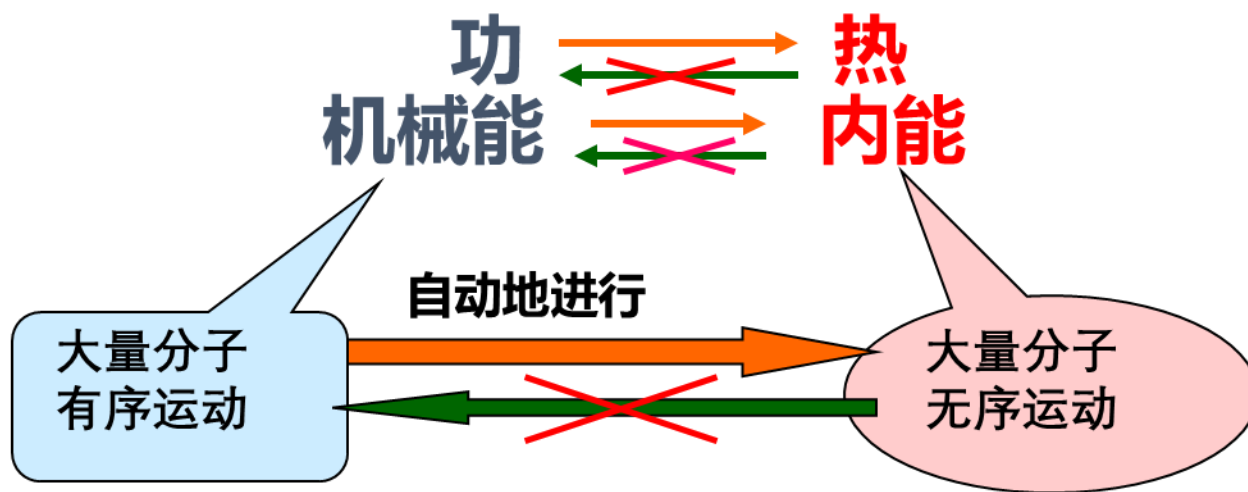 功 热
机械能 内能
自动地进行
大量分子
有序运动
大量分子
无序运动